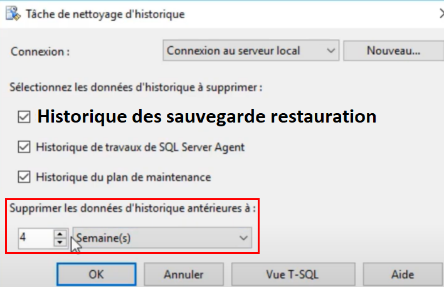 Tâche de nettoyage d'historique
Connexion : Connexion au serveur local Nouveau...
Sélectionnez les données d'historique à supprimer :
Historique des sauvegarde restauration
Historique de travaux de SQL Server Agent
Historique du plan de maintenance
Supprimer les données d'historique antérieures à :
4 Semaine(s)
OK Annuler Vue T-SQL Aide